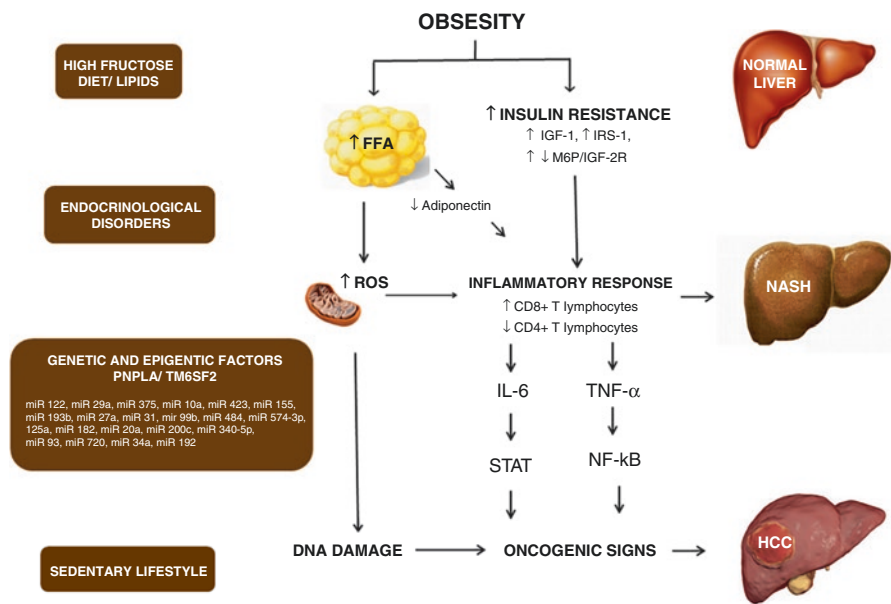 OBSESITY
HIGH FRUCTOSE
DIET/ LIPIDS
NORMAL
LIVER
↑ FFA
↑ INSULIN RESISTANCE
↑ IGF-1, ↑ IRS-1,
↑ ↓ M6P/IGF-2R
↓ Adiponectin
ENDOCRINOLOGICAL
DISORDERS
↑ ROS
INFLAMMATORY RESPONSE
↑ CD8+ T lymphocytes
↓ CD4+ T lymphocytes
NASH
GENETIC AND EPIGENTIC FACTORS
PNPLA/ TM6SF2
miR 122, miR 29a, miR 375, miR 10a, miR 423, miR 155,
miR 193b, miR 27a, miR 31, mir 99b, miR 484, miR 574-3p,
125a, miR 182, miR 20a, miR 200c, miR 340-5p,
miR 93, miR 720, miR 34a, miR 192
IL-6
TNF-α
STAT
NF-kB
DNA DAMAGE
ONCOGENIC SIGNS
HCC
SEDENTARY LIFESTYLE